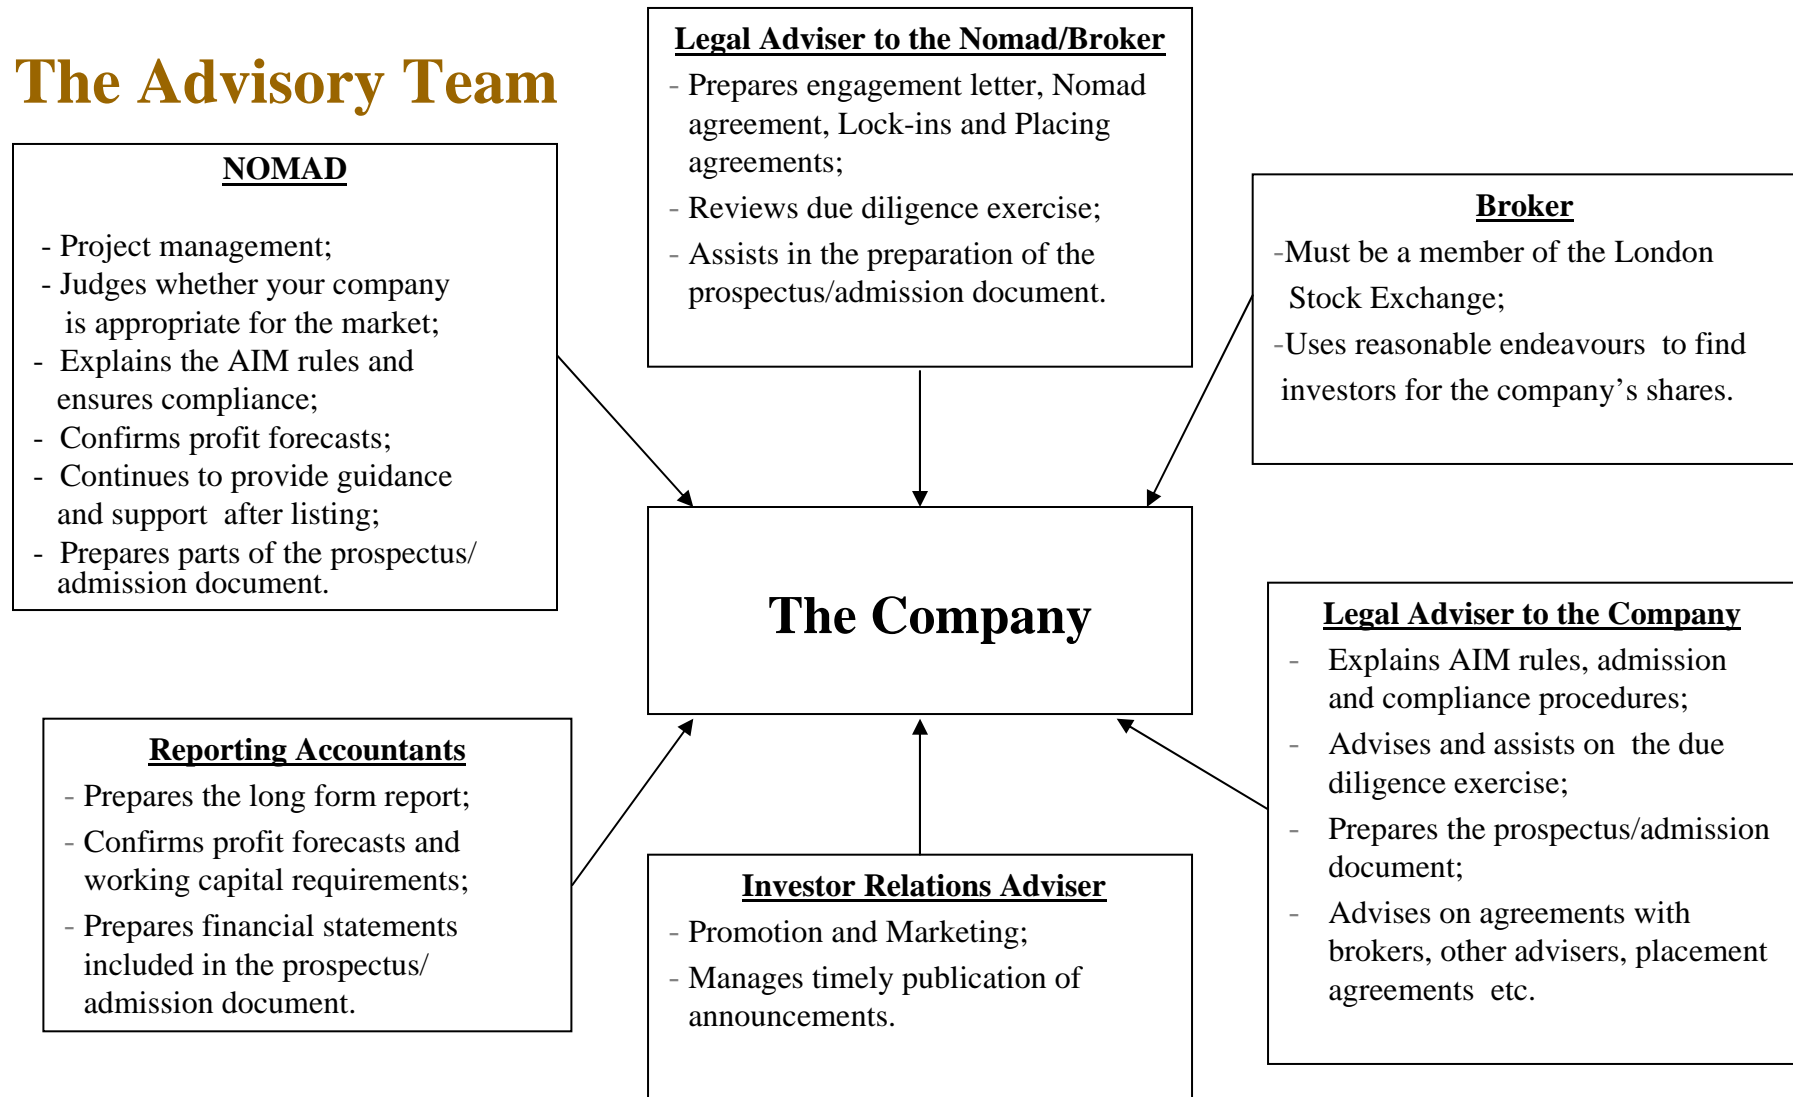 The Advisory Team
NOMAD
- Project management;
- Judges whether your company
is appropriate for the market;
- Explains the AIM rules and
ensures compliance;
- Confirms profit forecasts;
- Continues to provide guidance
and support after listing;
- Prepares parts of the prospectus/
admission document.
Legal Adviser to the Nomad/Broker
- Prepares engagement letter, Nomad
agreement, Lock-ins and Placing
agreements;
- Reviews due diligence exercise;
- Assists in the preparation of the
prospectus/admission document.
Broker
-Must be a member of the London
Stock Exchange;
-Uses reasonable endeavours to find
investors for the company’s shares.
The Company
Reporting Accountants
- Prepares the long form report;
- Confirms profit forecasts and
working capital requirements;
- Prepares financial statements
included in the prospectus/
admission document.
Investor Relations Adviser
- Promotion and Marketing;
- Manages timely publication of
announcements.
Legal Adviser to the Company
- Explains AIM rules, admission
and compliance procedures;
- Advises and assists on the due
diligence exercise;
- Prepares the prospectus/admission
document;
- Advises on agreements with
brokers, other advisers, placement
agreements etc.